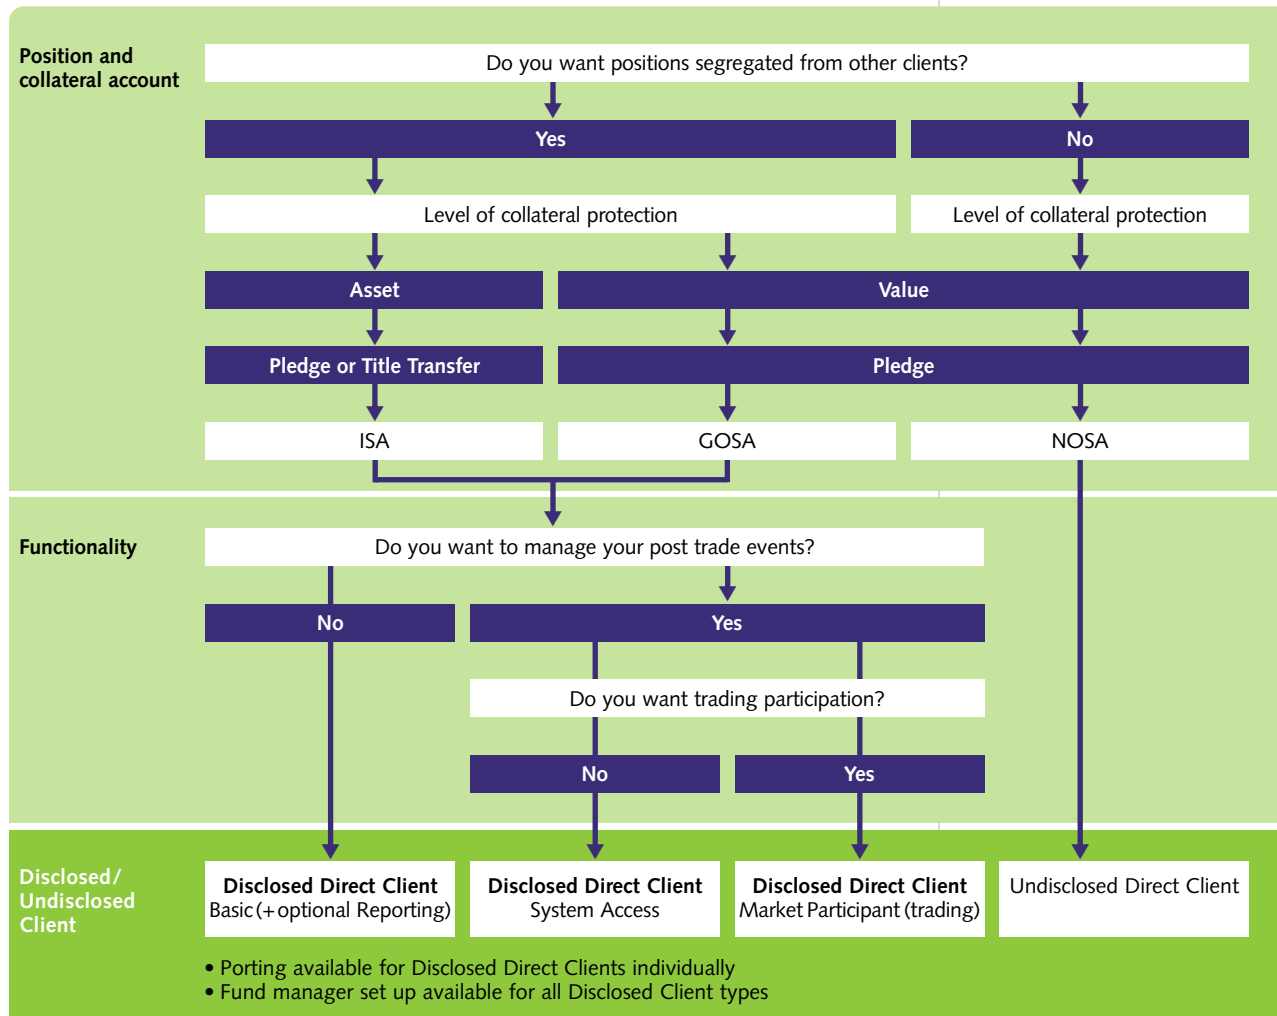 Position and
collateral account
Do you want positions segregated from other clients?
Yes
No
Level of collateral protection
Level of collateral protection
Asset
Value
Pledge or Title Transfer
Pledge
ISA
GOSA
NOSA
Functionality
Do you want to manage your post trade events?
No
Yes
Do you want trading participation?
No
Yes
Disclosed/
Undisclosed
Client
Disclosed Direct Client
Basic (+optional Reporting)
Disclosed Direct Client
System Access
Disclosed Direct Client
Market Participant (trading)
Undisclosed Direct Client
• Porting available for Disclosed Direct Clients individually
• Fund manager set up available for all Disclosed Client types